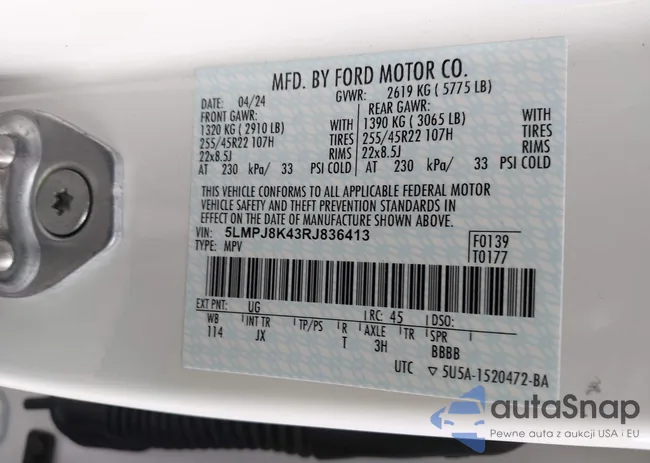 MFD. BY FORD MOTOR CO.
DATE: 04/24 GVWR: 2619 KG ( 5775 LB)
FRONT GAWR: REAR GAWR:
1320 KG ( 2910 LB) WITH 1390 KG ( 3065 LB) WITH
255/45R22 107H TIRES 255/45R22 107H TIRES
22x8.5J RIMS 22x8.5J RIMS
AT 230 kPa/ 33 PSI COLD AT 230 kPa/ 33 PSI COLD
THIS VEHICLE CONFORMS TO ALL APPLICABLE FEDERAL MOTOR
VEHICLE SAFETY AND THEFT PREVENTION STANDARDS IN
EFFECT ON THE DATE OF MANUFACTURE SHOWN ABOVE.
VIN: 5LMPJ8K43RJ836413 F0139
TYPE: MPV T0177
EXT PNT: UG RC: 45 DSO:
WB INT TR TP/PS R AXLE TR SPR
114 JX T 3H BBBB
UTC ▽ 5U5A-1520472-BA
autaSnap
Pewne auta z aukcji USA i EU